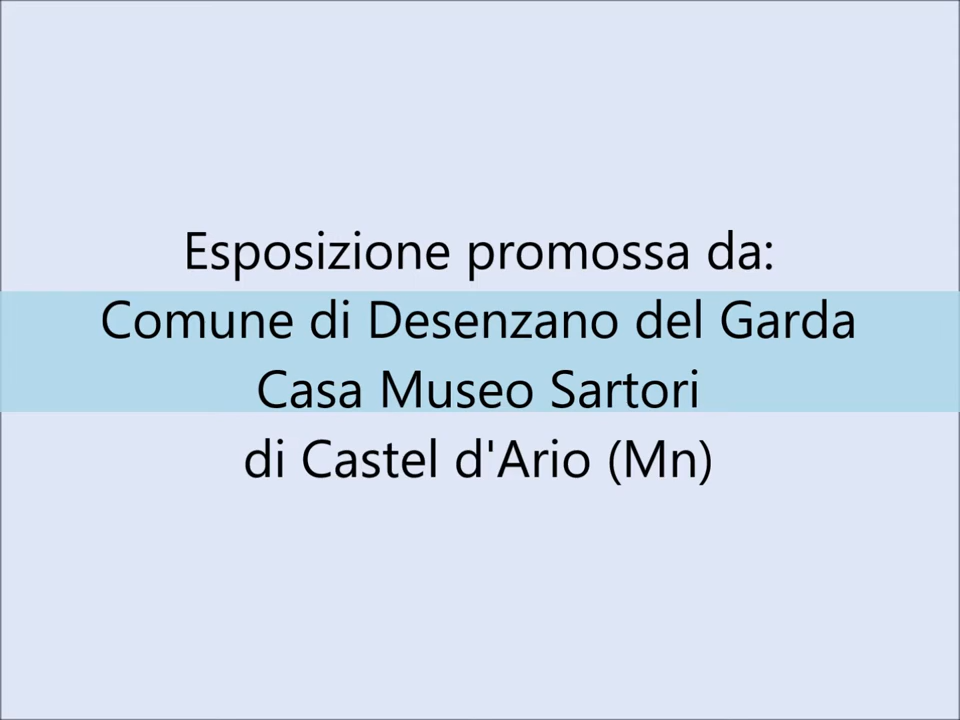 Esposizione promossa da:
Comune di Desenzano del Garda
Casa Museo Sartori
di Castel d'Ario (Mn)